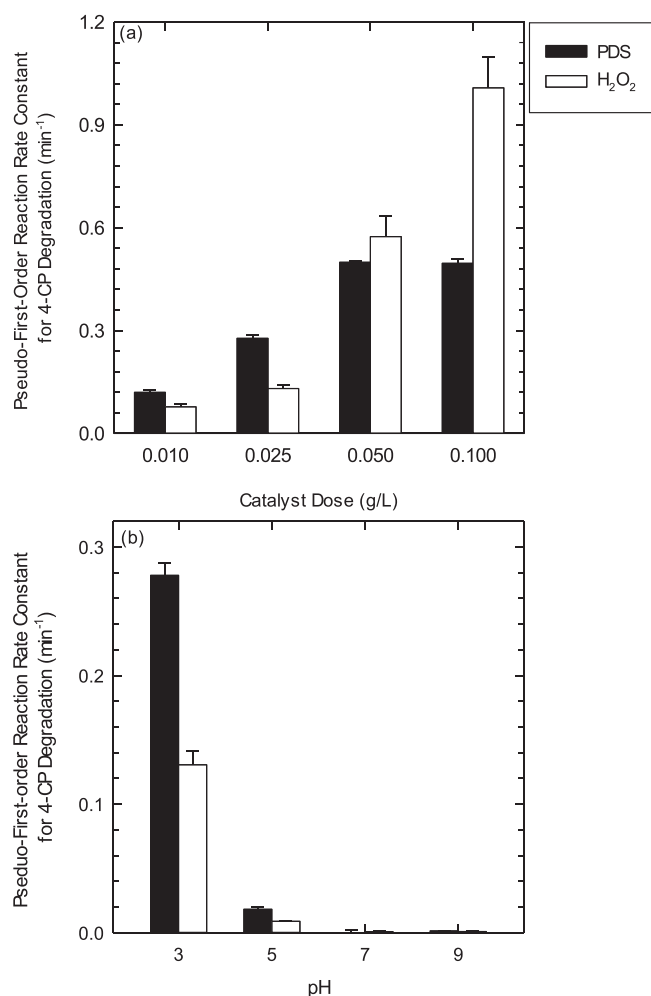 (a)
PDS
H₂O₂
Pseudo-First-Order Reaction Rate Constant
for 4-CP Degradation (min⁻¹)
1.2
0.9
0.6
0.3
0.0
0.010 0.025 0.050 0.100
Catalyst Dose (g/L)
(b)
Pseduo-First-order Reaction Rate Constant
for 4-CP Degradation (min⁻¹)
0.3
0.2
0.1
0.0
3 5 7 9
pH